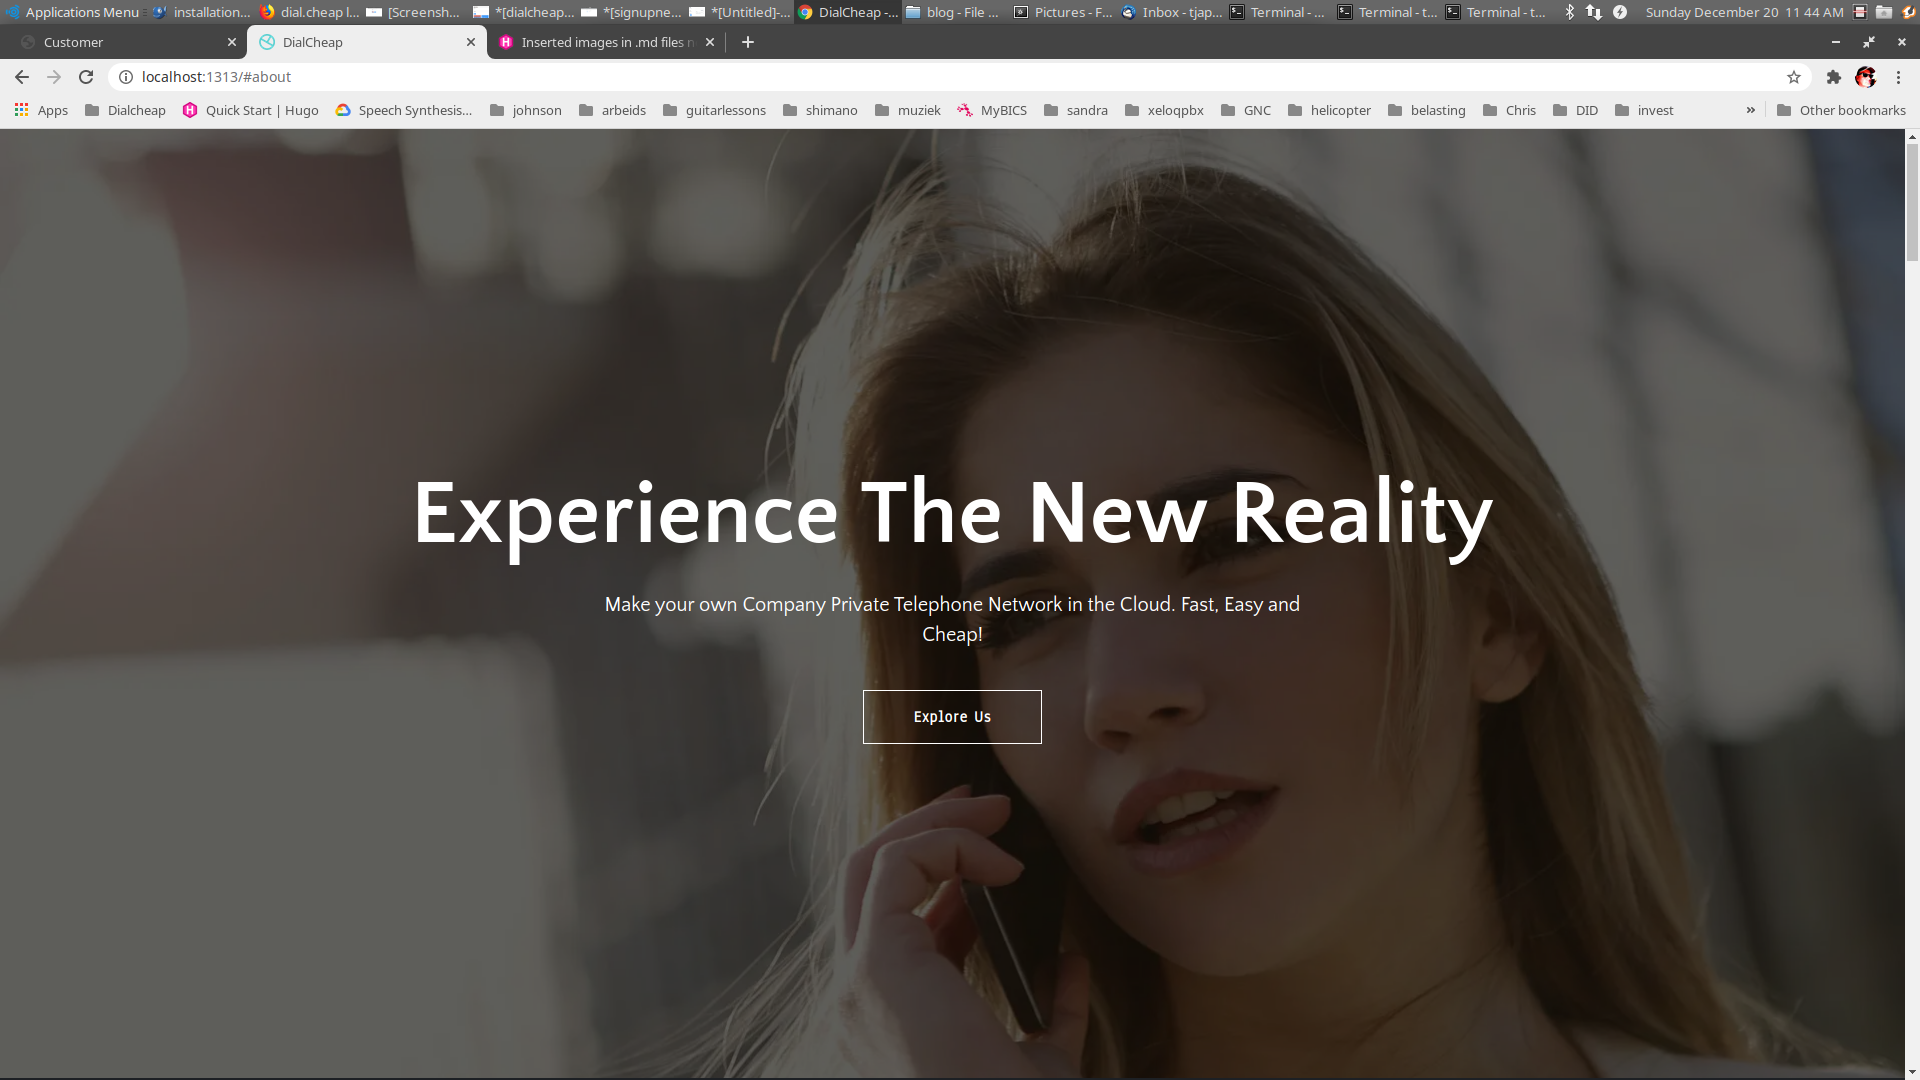 Applications Menu installation... dial.cheap l... [Screensh... *[dialcheap... *[signupne... *[Untitled]-... DialCheap -... blog - File ... Pictures - F... Inbox - tjap... Terminal - ... Terminal - t... Terminal - t... Sunday December 20 11 44 AM
Customer DialCheap Inserted images in .md files n
localhost:1313/#about
Apps Dialcheap Quick Start | Hugo Speech Synthesis... johnson arbeids guitarlessons shimano muziek MyBICS sandra xeloqpbx GNC helicopter belasting Chris DID invest » Other bookmarks
Experience The New Reality
Make your own Company Private Telephone Network in the Cloud. Fast, Easy and
Cheap!
Explore Us